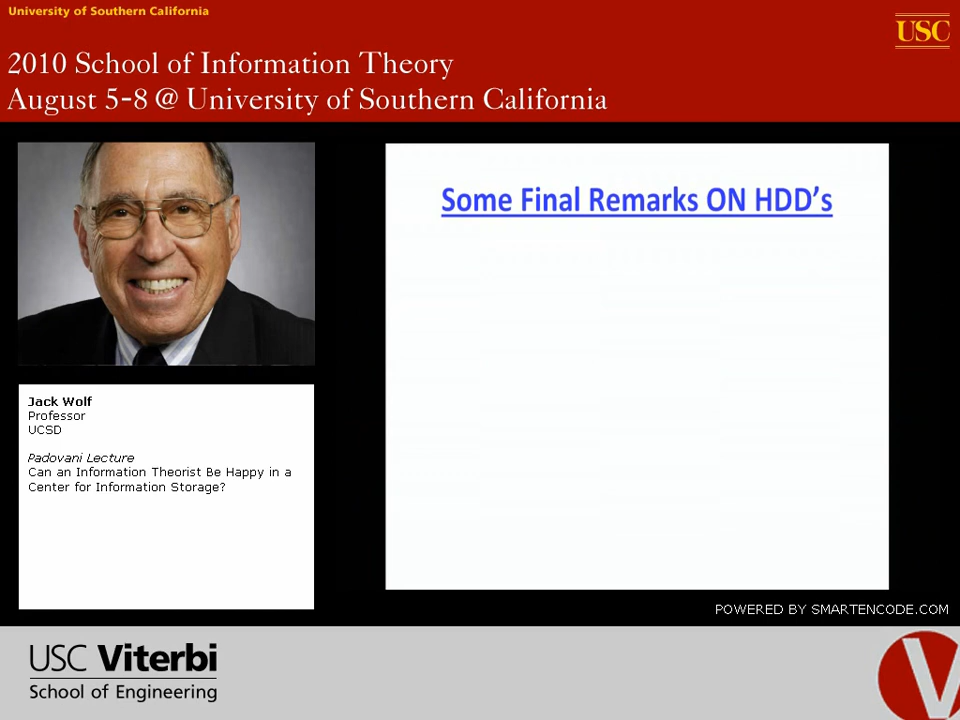 University of Southern California
USC
2010 School of Information Theory
August 5-8 @ University of Southern California
Some Final Remarks ON HDD's
Jack Wolf
Professor
UCSD
Padovani Lecture
Can an Information Theorist Be Happy in a
Center for Information Storage?
POWERED BY SMARTENCODE.COM
USC Viterbi
School of Engineering
V